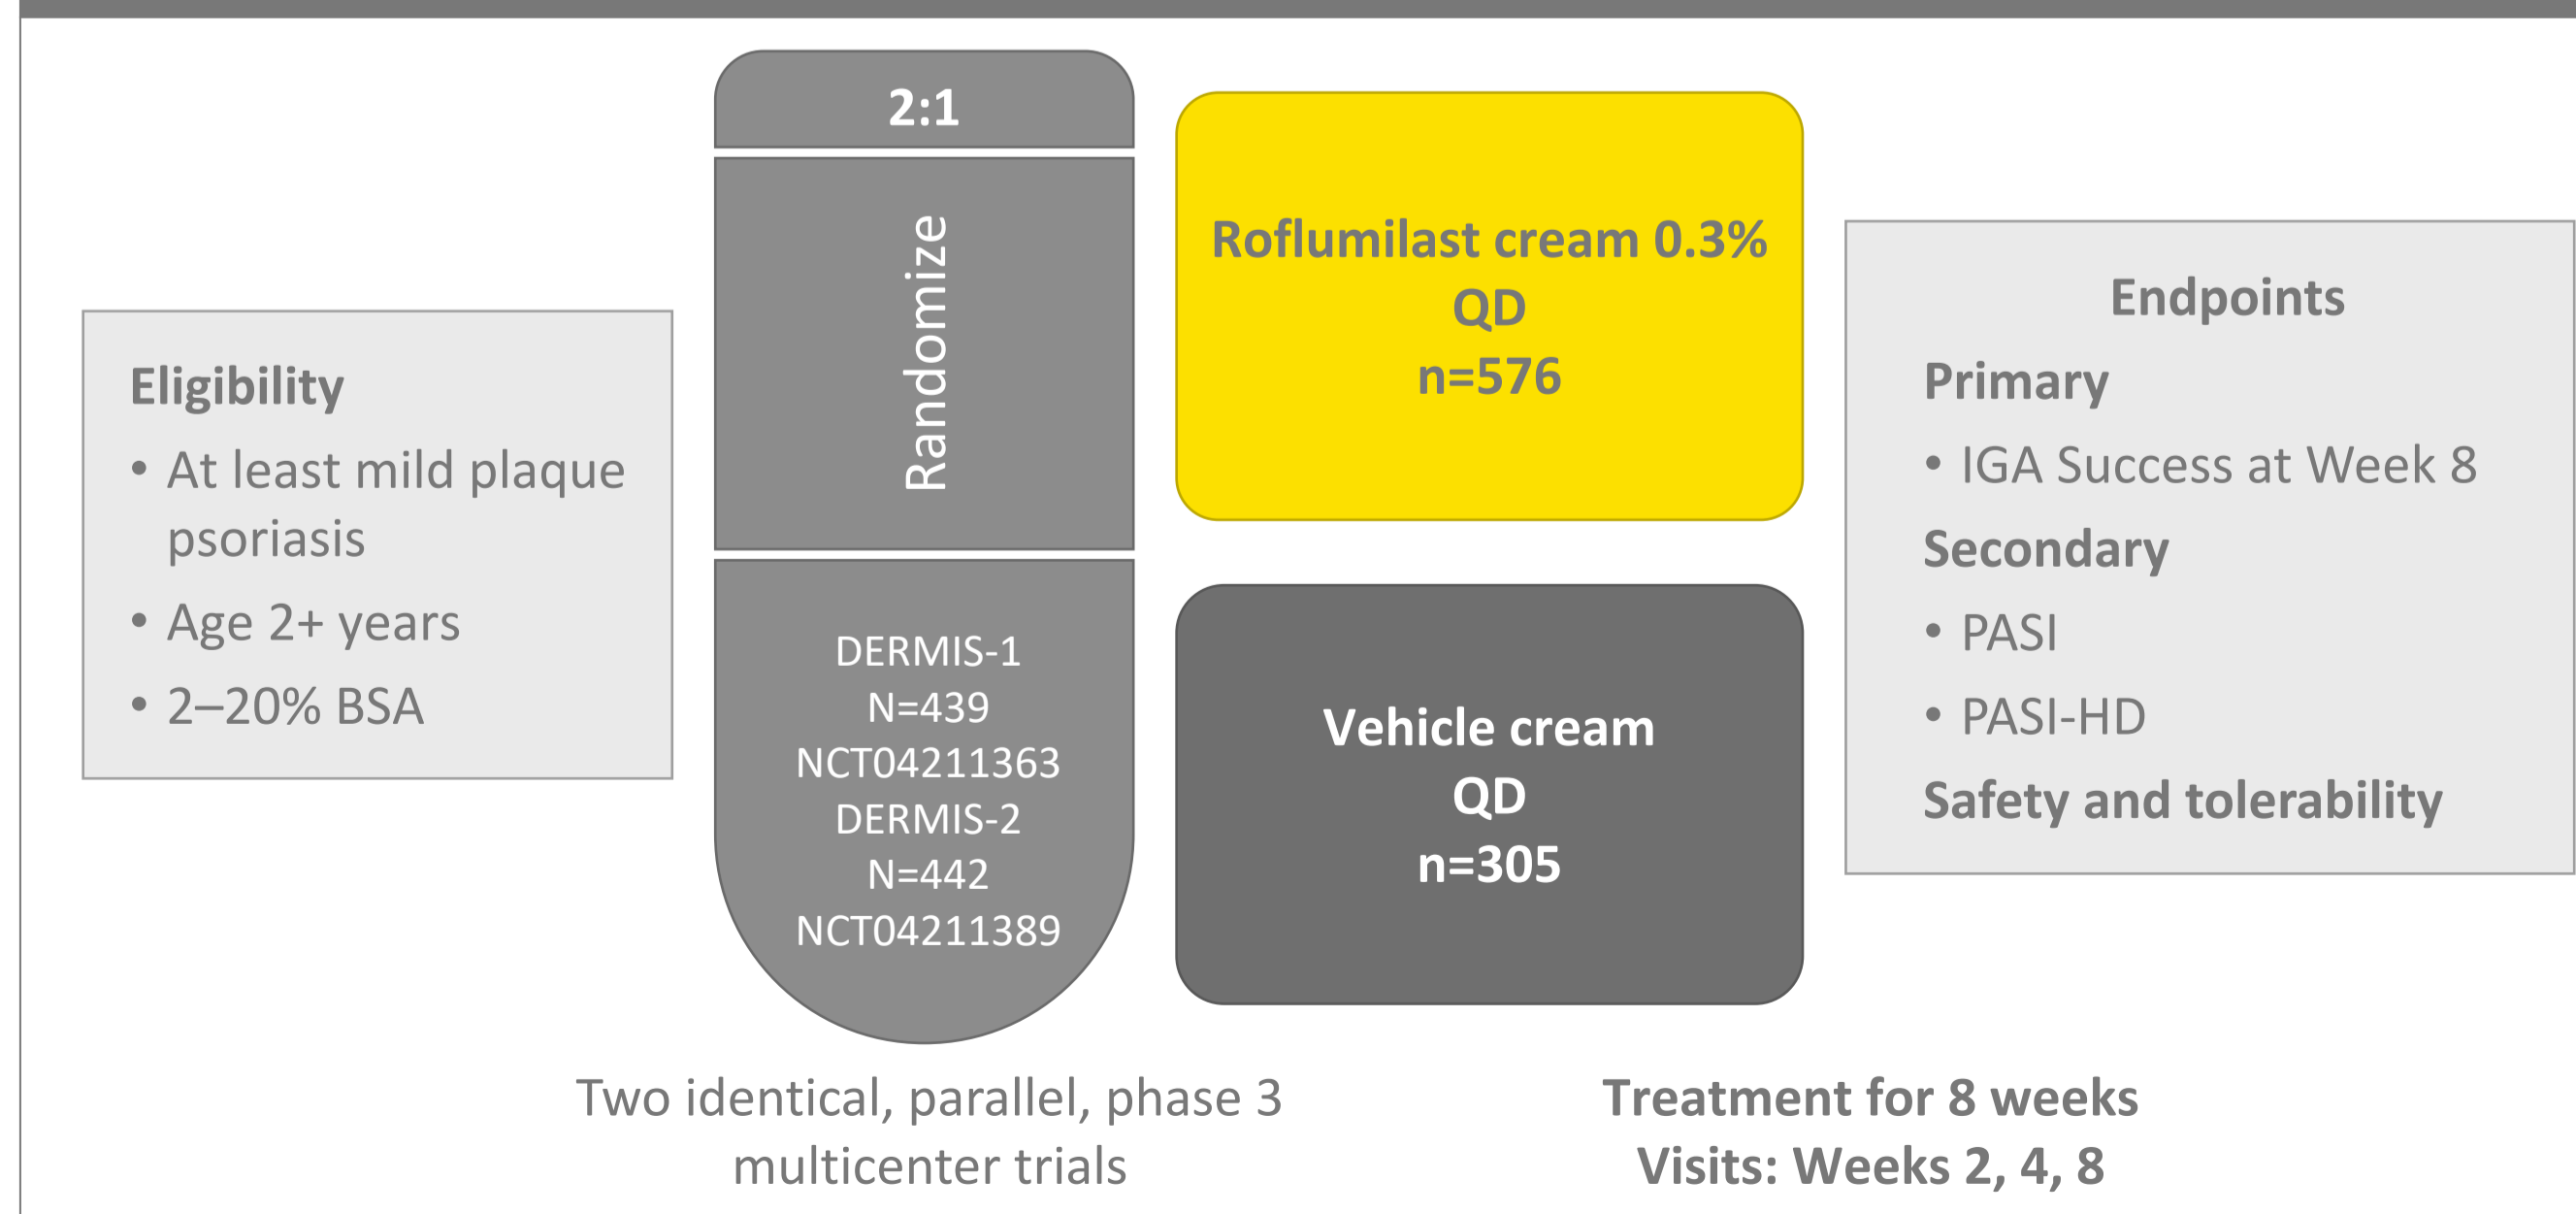 Eligibility
• At least mild plaque
psoriasis
• Age 2+ years
• 2–20% BSA
2:1
Randomize
DERMIS-1
N=439
NCT04211363
DERMIS-2
N=442
NCT04211389
Two identical, parallel, phase 3
multicenter trials
Roflumilast cream 0.3%
QD
n=576
Vehicle cream
QD
n=305
Endpoints
Primary
• IGA Success at Week 8
Secondary
• PASI
• PASI-HD
Safety and tolerability
Treatment for 8 weeks
Visits: Weeks 2, 4, 8